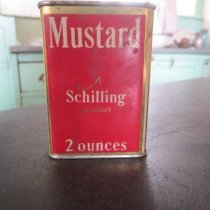 Mustard
A
Schilling
product
2 ounces